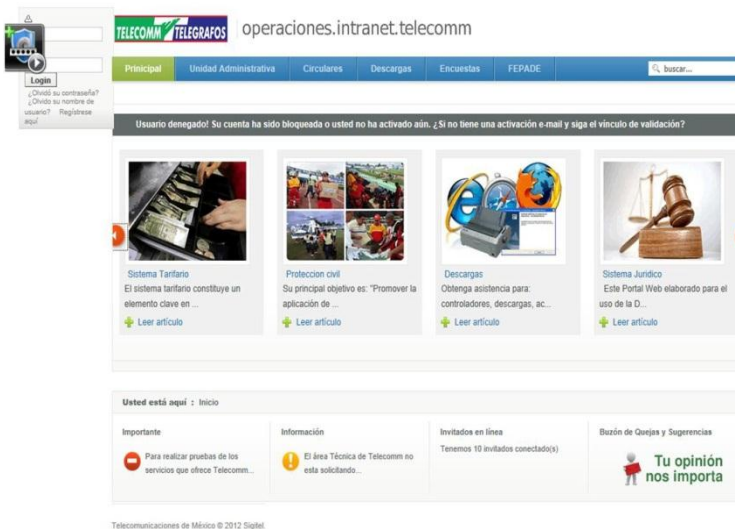 TELECOMM TELEGRAFOS
operaciones.intranet.telecomm
Login
¿Olvidó su contraseña?
¿Olvido su nombre de
usuario? Regístrese
aquí
Prinicipal Unidad Administrativa Circulares Descargas Encuestas FEPADE buscar...
Usuario denegado! Su cuenta ha sido bloqueada o usted no ha activado aún. ¿Si no tiene una activación e-mail y siga el vínculo de validación?
Sistema Tarifario
El sistema tarifario constituye un
elemento clave en ...
Leer artículo
Proteccion civil
Su principal objetivo es: "Promover la
aplicación de ...
Leer artículo
Descargas
Obtenga asistencia para:
controladores, descargas, ac...
Leer artículo
Sistema Juridico
Este Portal Web elaborado para el
uso de la D...
Leer artículo
Usted está aquí : Inicio
Importante
Para realizar pruebas de los
servicios que ofrece Telecomm...
Información
El área Técnica de Telecomm no
esta solicitando...
Invitados en línea
Tenemos 10 invitados conectado(s)
Buzón de Quejas y Sugerencias
Tu opinión
nos importa
Telecomunicaciones de México © 2012 Sigitel.